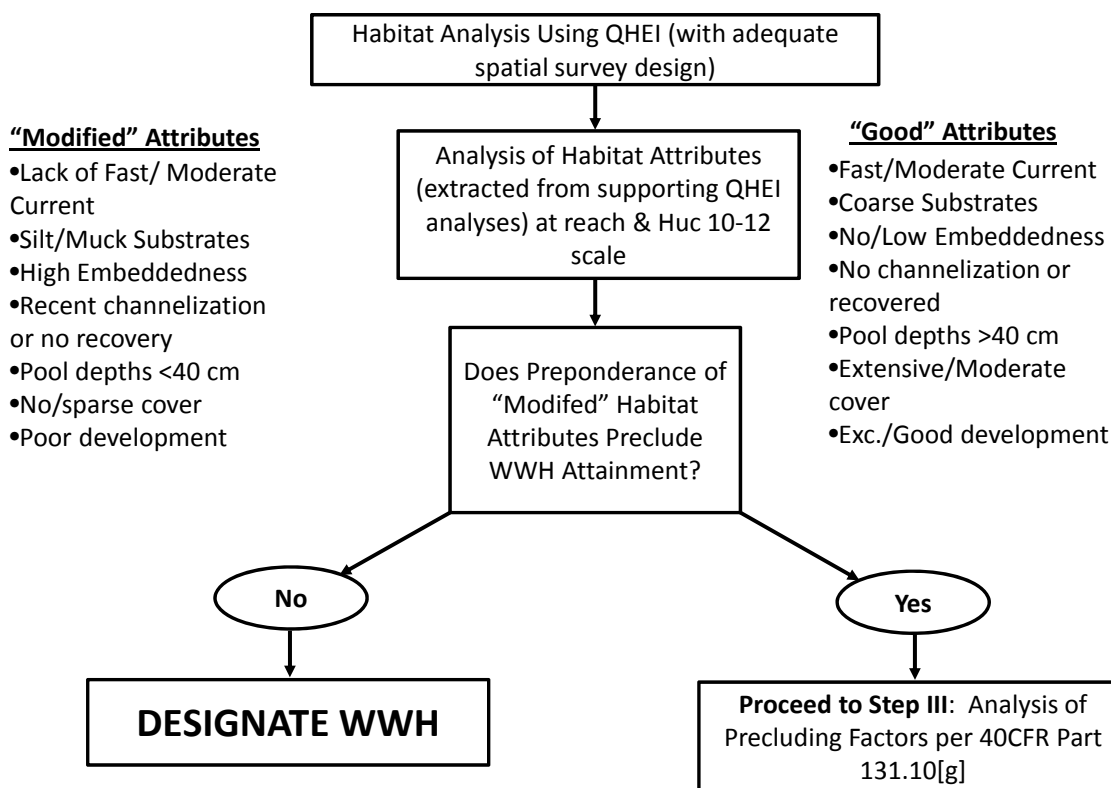 Habitat Analysis Using QHEI (with adequate
spatial survey design)
"Modified" Attributes
•Lack of Fast/ Moderate
Current
•Silt/Muck Substrates
•High Embeddedness
•Recent channelization
or no recovery
•Pool depths <40 cm
•No/sparse cover
•Poor development
Analysis of Habitat Attributes
(extracted from supporting QHEI
analyses) at reach & Huc 10-12
scale
"Good" Attributes
•Fast/Moderate Current
•Coarse Substrates
•No/Low Embeddedness
•No channelization or
recovered
•Pool depths >40 cm
•Extensive/Moderate
cover
•Exc./Good development
Does Preponderance of
"Modifed" Habitat
Attributes Preclude
WWH Attainment?
No
Yes
DESIGNATE WWH
Proceed to Step III: Analysis of
Precluding Factors per 40CFR Part
131.10[g]